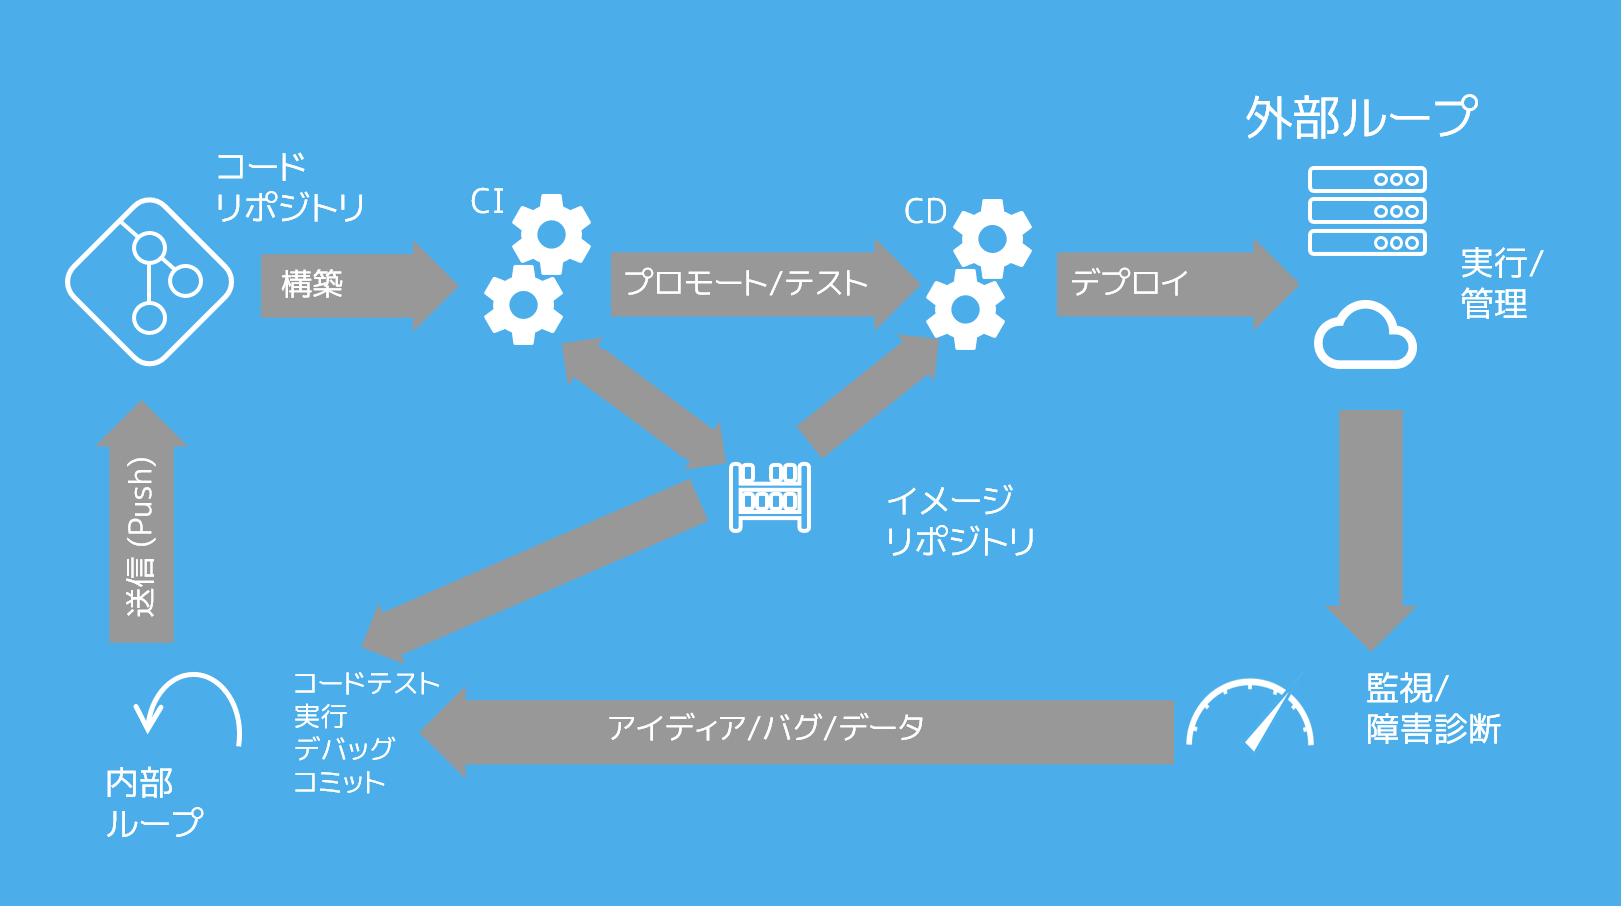 外部ループ
コード
リポジトリ
CI
CD
構築
プロモート/テスト
デプロイ
実行/
管理
送信 (Push)
イメージ
リポジトリ
コードテスト
実行
デバッグ
コミット
アイディア/バグ/データ
監視/
障害診断
内部
ループ